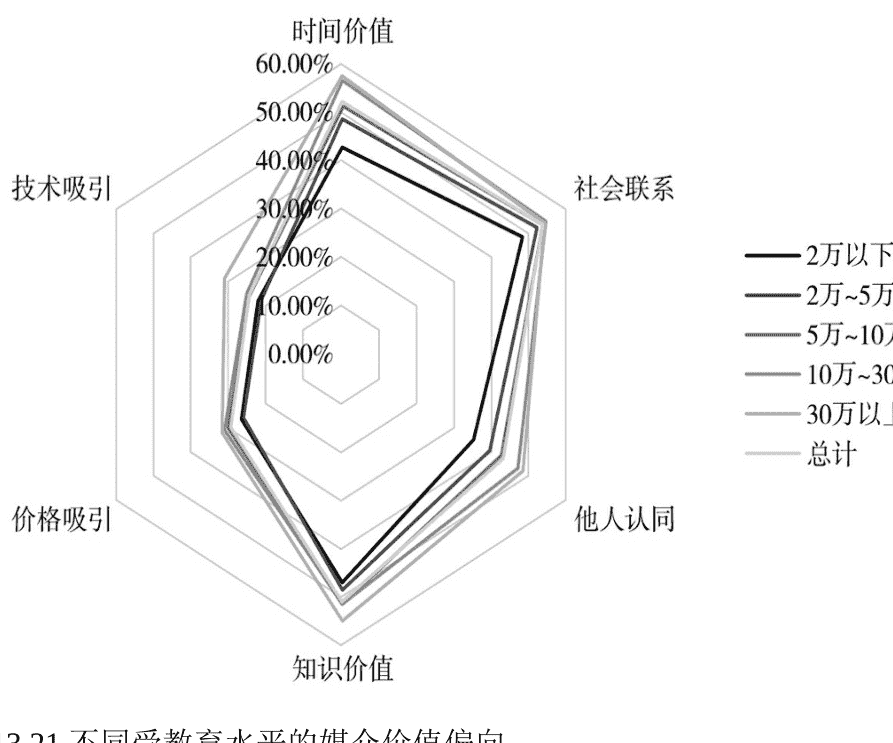 时间价值
60.00%
50.00%
40.00%
技术吸引
社会联系
30.00%
20.00%
10.00%
0.00%
2万以下
2万~5万
5万~10万
10万~30
30万以上
总计
价格吸引
他人认同
知识价值
3.21 不同受教育水平的媒介价值偏向